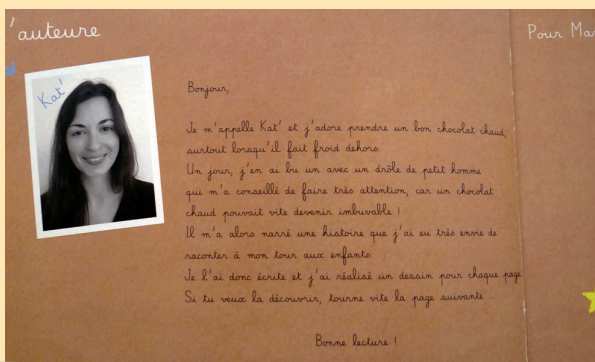 'auteure
Pour Ma
Kat'
Bonjour,
Je m'appelle Kat' et j'adore prendre un bon chocolat chaud,
surtout lorsqu'il fait froid dehors.
Un jour, j'en ai bu un avec un drôle de petit homme
qui m'a conseillé de faire très attention, car un chocolat
chaud pouvait vite devenir imbuvable !
Il m'a alors narré une histoire que j'ai eu très envie de
raconter à mon tour aux enfants.
Je l'ai donc écrite et j'ai réalisé un dessin pour chaque page.
Si tu veux la découvrir, tourne vite la page suivante ...
Bonne lecture !